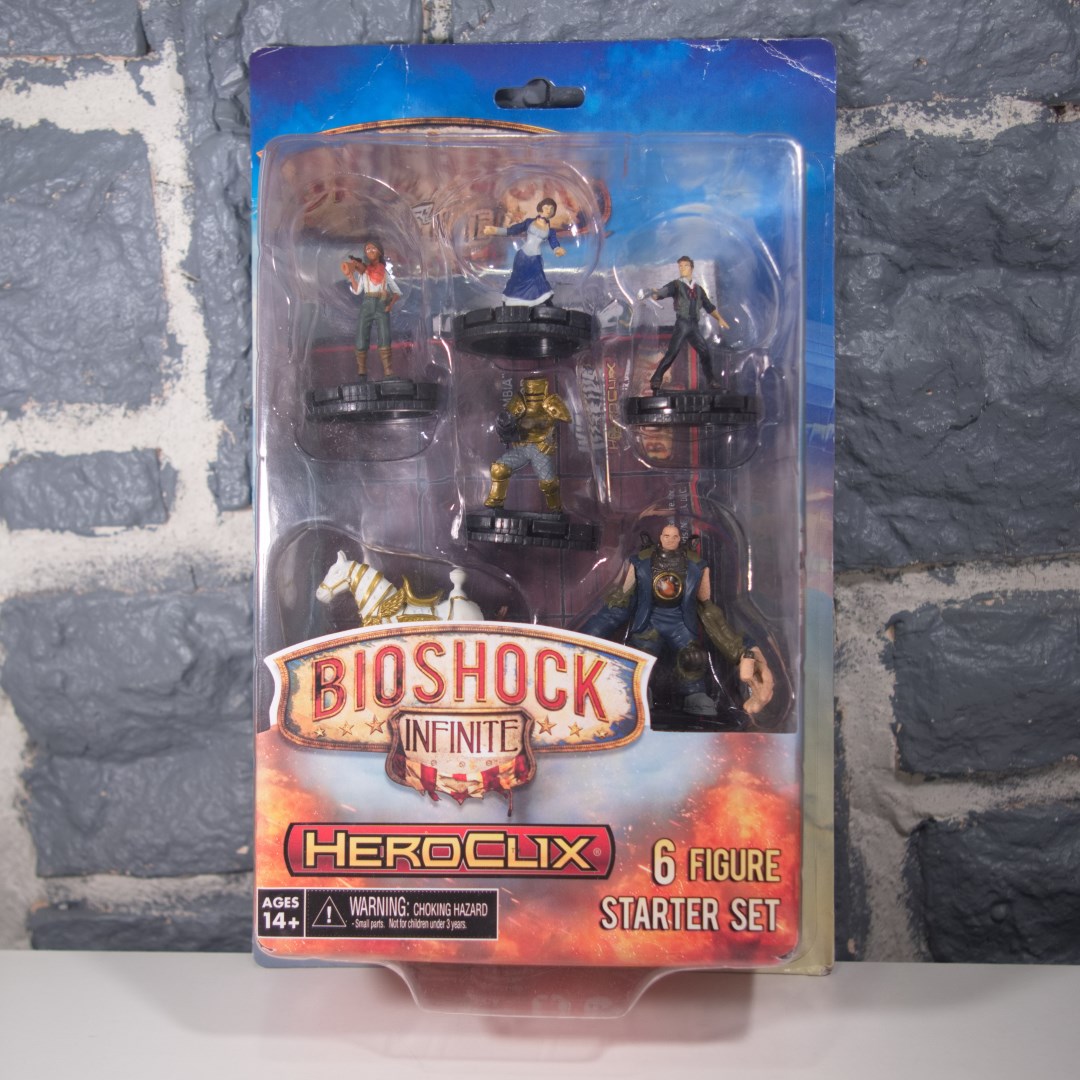 BIOSHOCK
INFINITE
HEROCLIX®
6 FIGURE
STARTER SET
AGES
14+
WARNING: CHOKING HAZARD
- Small parts. Not for children under 3 years.